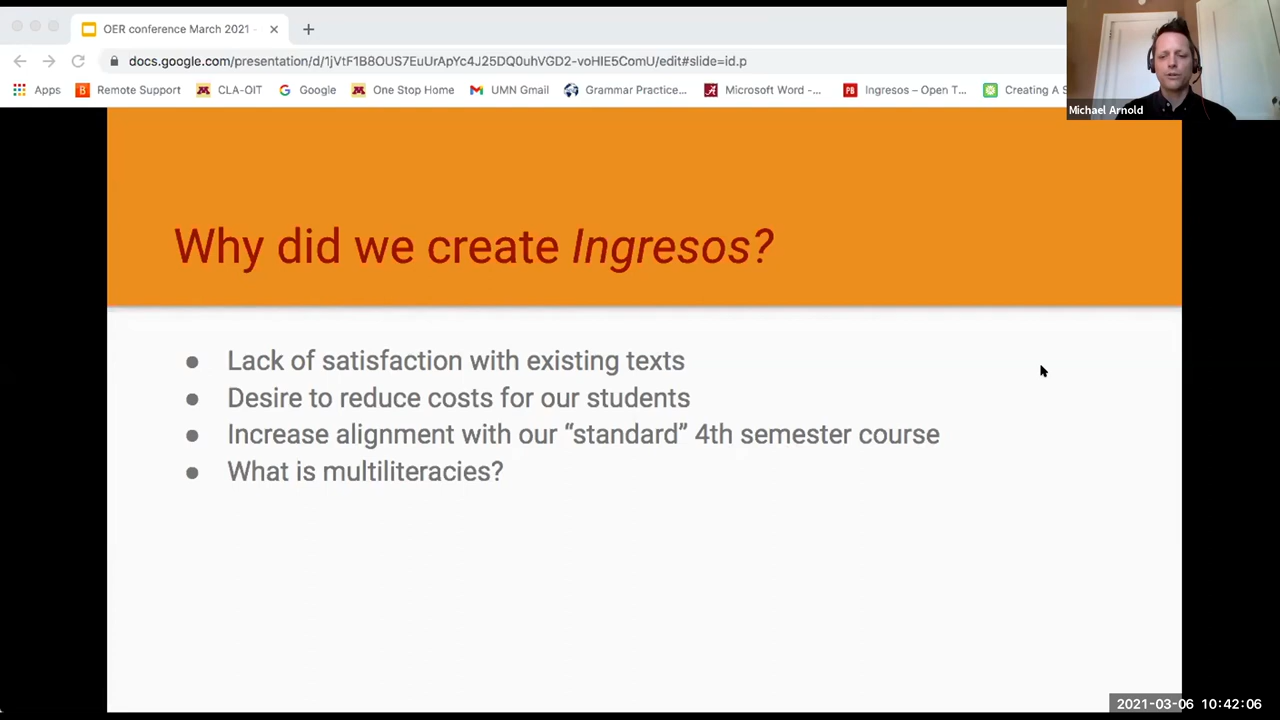 OER conference March 2021 -
docs.google.com/presentation/d/1jVtF1B8OUS7EuUrApYc4J25DQ0uhVGD2-voHIE5ComU/edit#slide=id.p
Apps Remote Support CLA-OIT Google One Stop Home UMN Gmail Grammar Practice... Microsoft Word -... Ingresos – Open T... Creating A S
Michael Arnold
Why did we create Ingresos?
● Lack of satisfaction with existing texts
● Desire to reduce costs for our students
● Increase alignment with our “standard” 4th semester course
● What is multiliteracies?
2021-03-06 10:42:06